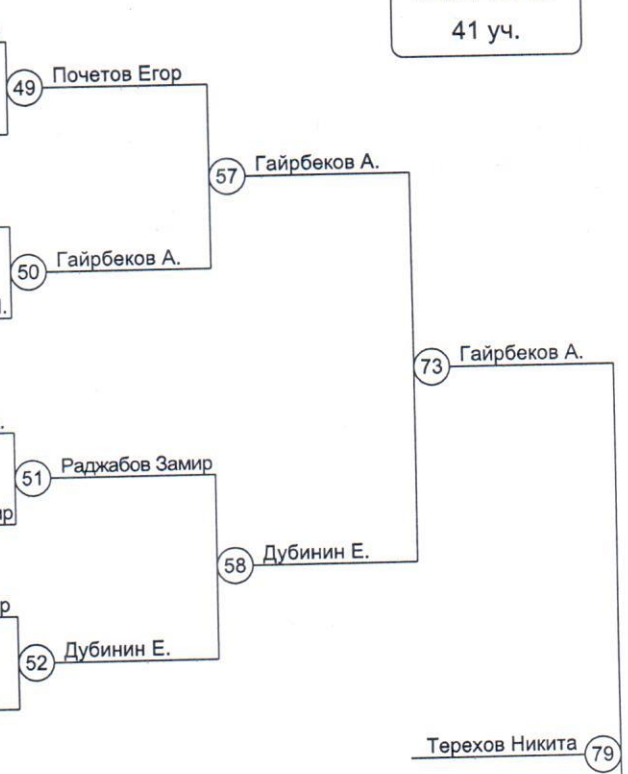 41 уч.
49 Почетов Егор
57 Гайрбеков А.
50 Гайрбеков А.
73 Гайрбеков А.
51 Раджабов Замир
58 Дубинин Е.
52 Дубинин Е.
Терехов Никита 79